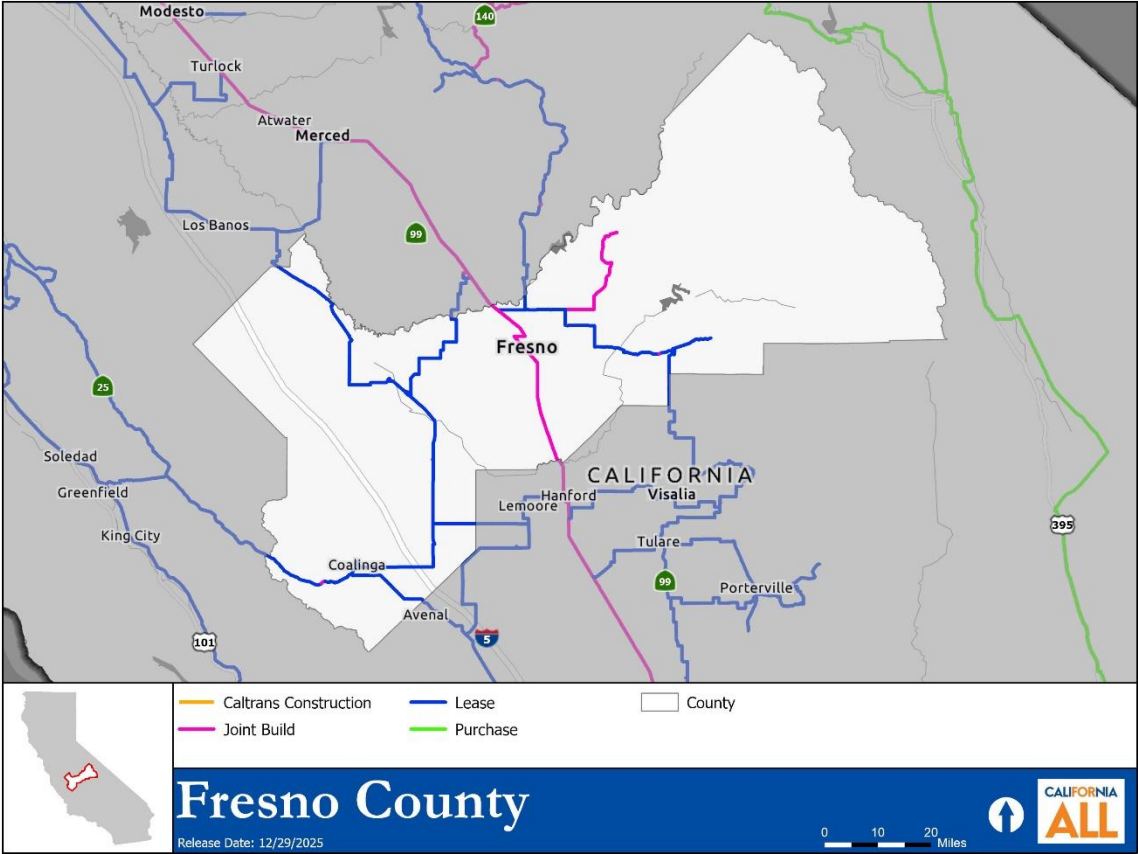 Modesto
140
Turlock
Atwater
Merced
Los Banos
99
Fresno
25
Soledad
Greenfield
King City
CALIFORNIA
Hanford
Visalia
Lemoore
395
Tulare
Coalinga
99
Porterville
Avenal
5
101
Caltrans Construction
Lease
County
Joint Build
Purchase
Fresno County
Release Date: 12/29/2025
0 10 20
Miles
CALIFORNIA
ALL